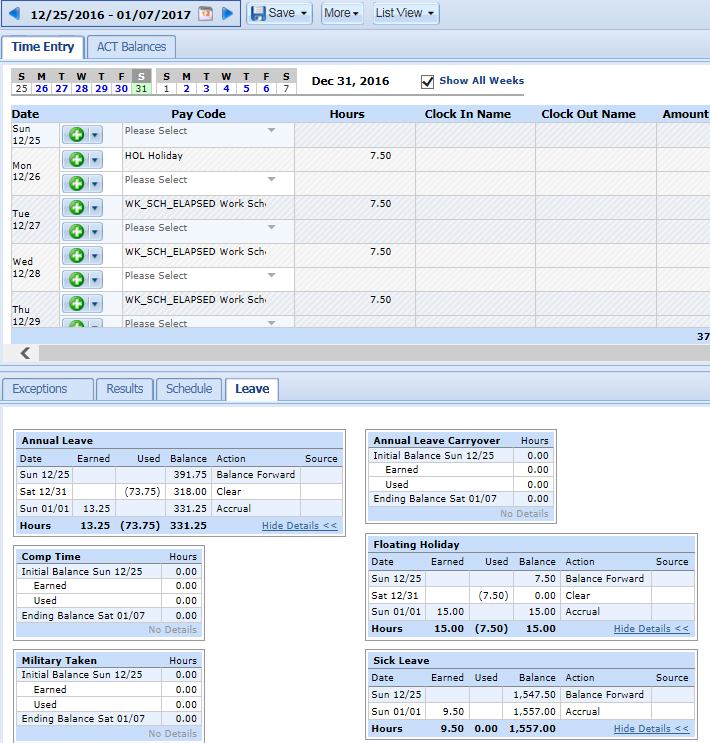 12/25/2016 - 01/07/2017 Save More List View
Time Entry ACT Balances
S M T W T F S S M T W T F S
25 26 27 28 29 30 31 1 2 3 4 5 6 7 Dec 31, 2016 Show All Weeks
Date Pay Code Hours Clock In Name Clock Out Name Amount
Sun 12/25 Please Select
Mon 12/26 HOL Holiday 7.50
Please Select
Tue 12/27 WK_SCH_ELAPSED Work Sche 7.50
Please Select
Wed 12/28 WK_SCH_ELAPSED Work Sche 7.50
Please Select
Thu 12/29 WK_SCH_ELAPSED Work Sche 7.50
Please Select
37
Exceptions Results Schedule Leave
Annual Leave
Date Earned Used Balance Action Source
Sun 12/25 391.75 Balance Forward
Sat 12/31 (73.75) 318.00 Clear
Sun 01/01 13.25 331.25 Accrual
Hours 13.25 (73.75) 331.25 Hide Details <<
Annual Leave Carryover Hours
Initial Balance Sun 12/25 0.00
Earned 0.00
Used 0.00
Ending Balance Sat 01/07 0.00
No Details
Comp Time Hours
Initial Balance Sun 12/25 0.00
Earned 0.00
Used 0.00
Ending Balance Sat 01/07 0.00
No Details
Floating Holiday
Date Earned Used Balance Action Source
Sun 12/25 7.50 Balance Forward
Sat 12/31 (7.50) 0.00 Clear
Sun 01/01 15.00 15.00 Accrual
Hours 15.00 (7.50) 15.00 Hide Details <<
Military Taken Hours
Initial Balance Sun 12/25 0.00
Earned 0.00
Used 0.00
Ending Balance Sat 01/07 0.00
No Details
Sick Leave
Date Earned Used Balance Action Source
Sun 12/25 1,547.50 Balance Forward
Sun 01/01 9.50 1,557.00 Accrual
Hours 9.50 0.00 1,557.00 Hide Details <<